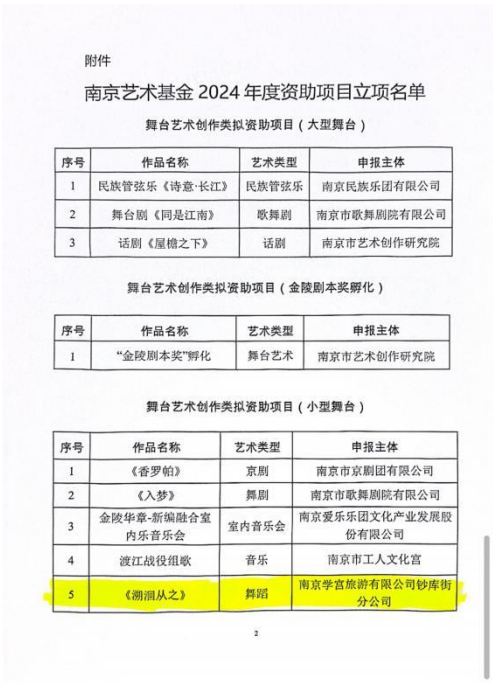 附件
南京艺术基金 2024 年度资助项目立项名单
舞台艺术创作类拟资助项目（大型舞台）
序号 作品名称 艺术类型 申报主体
1 民族管弦乐《诗意·长江》 民族管弦乐 南京民族乐团有限公司
2 舞台剧《同是江南》 歌舞剧 南京市歌舞剧院有限公司
3 话剧《屋檐之下》 话剧 南京市艺术创作研究院
舞台艺术创作类拟资助项目（金陵剧本奖孵化）
序号 作品名称 艺术类型 申报主体
1 “金陵剧本奖”孵化 舞台艺术 南京市艺术创作研究院
舞台艺术创作类拟资助项目（小型舞台）
序号 作品名称 艺术类型 申报主体
1 《香罗帕》 京剧 南京市京剧团有限公司
2 《入梦》 舞剧 南京市歌舞剧院有限公司
3 金陵华章-新编融合室内乐音乐会 室内音乐会 南京爱乐乐团文化产业发展股份有限公司
4 渡江战役组歌 音乐 南京市工人文化宫
5 《溯洄从之》 舞蹈 南京学宫旅游有限公司钞库街分公司
2